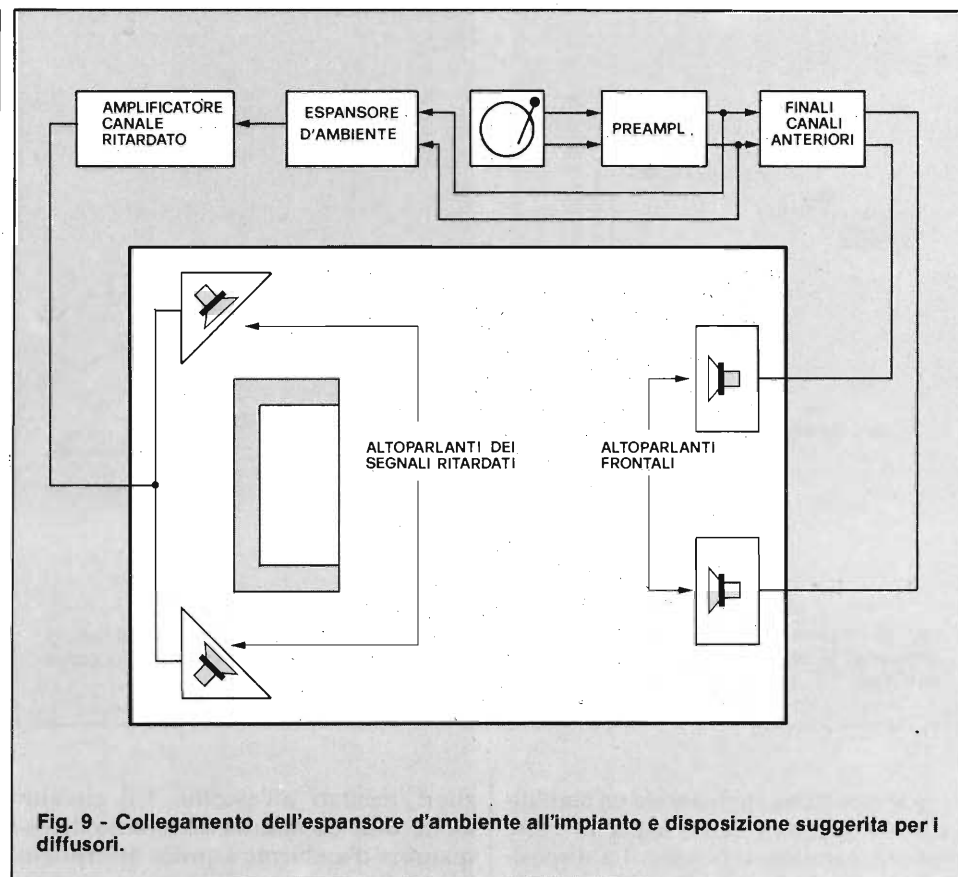 AMPLIFICATORE
CANALE
RITARDATO
ESPANSORE
D'AMBIENTE
PREAMPL.
FINALI
CANALI
ANTERIORI
ALTOPARLANTI DEI
SEGNALI RITARDATI
ALTOPARLANTI
FRONTALI
Fig. 9 - Collegamento dell'espansore d'ambiente all'impianto e disposizione suggerita per i
diffusori.